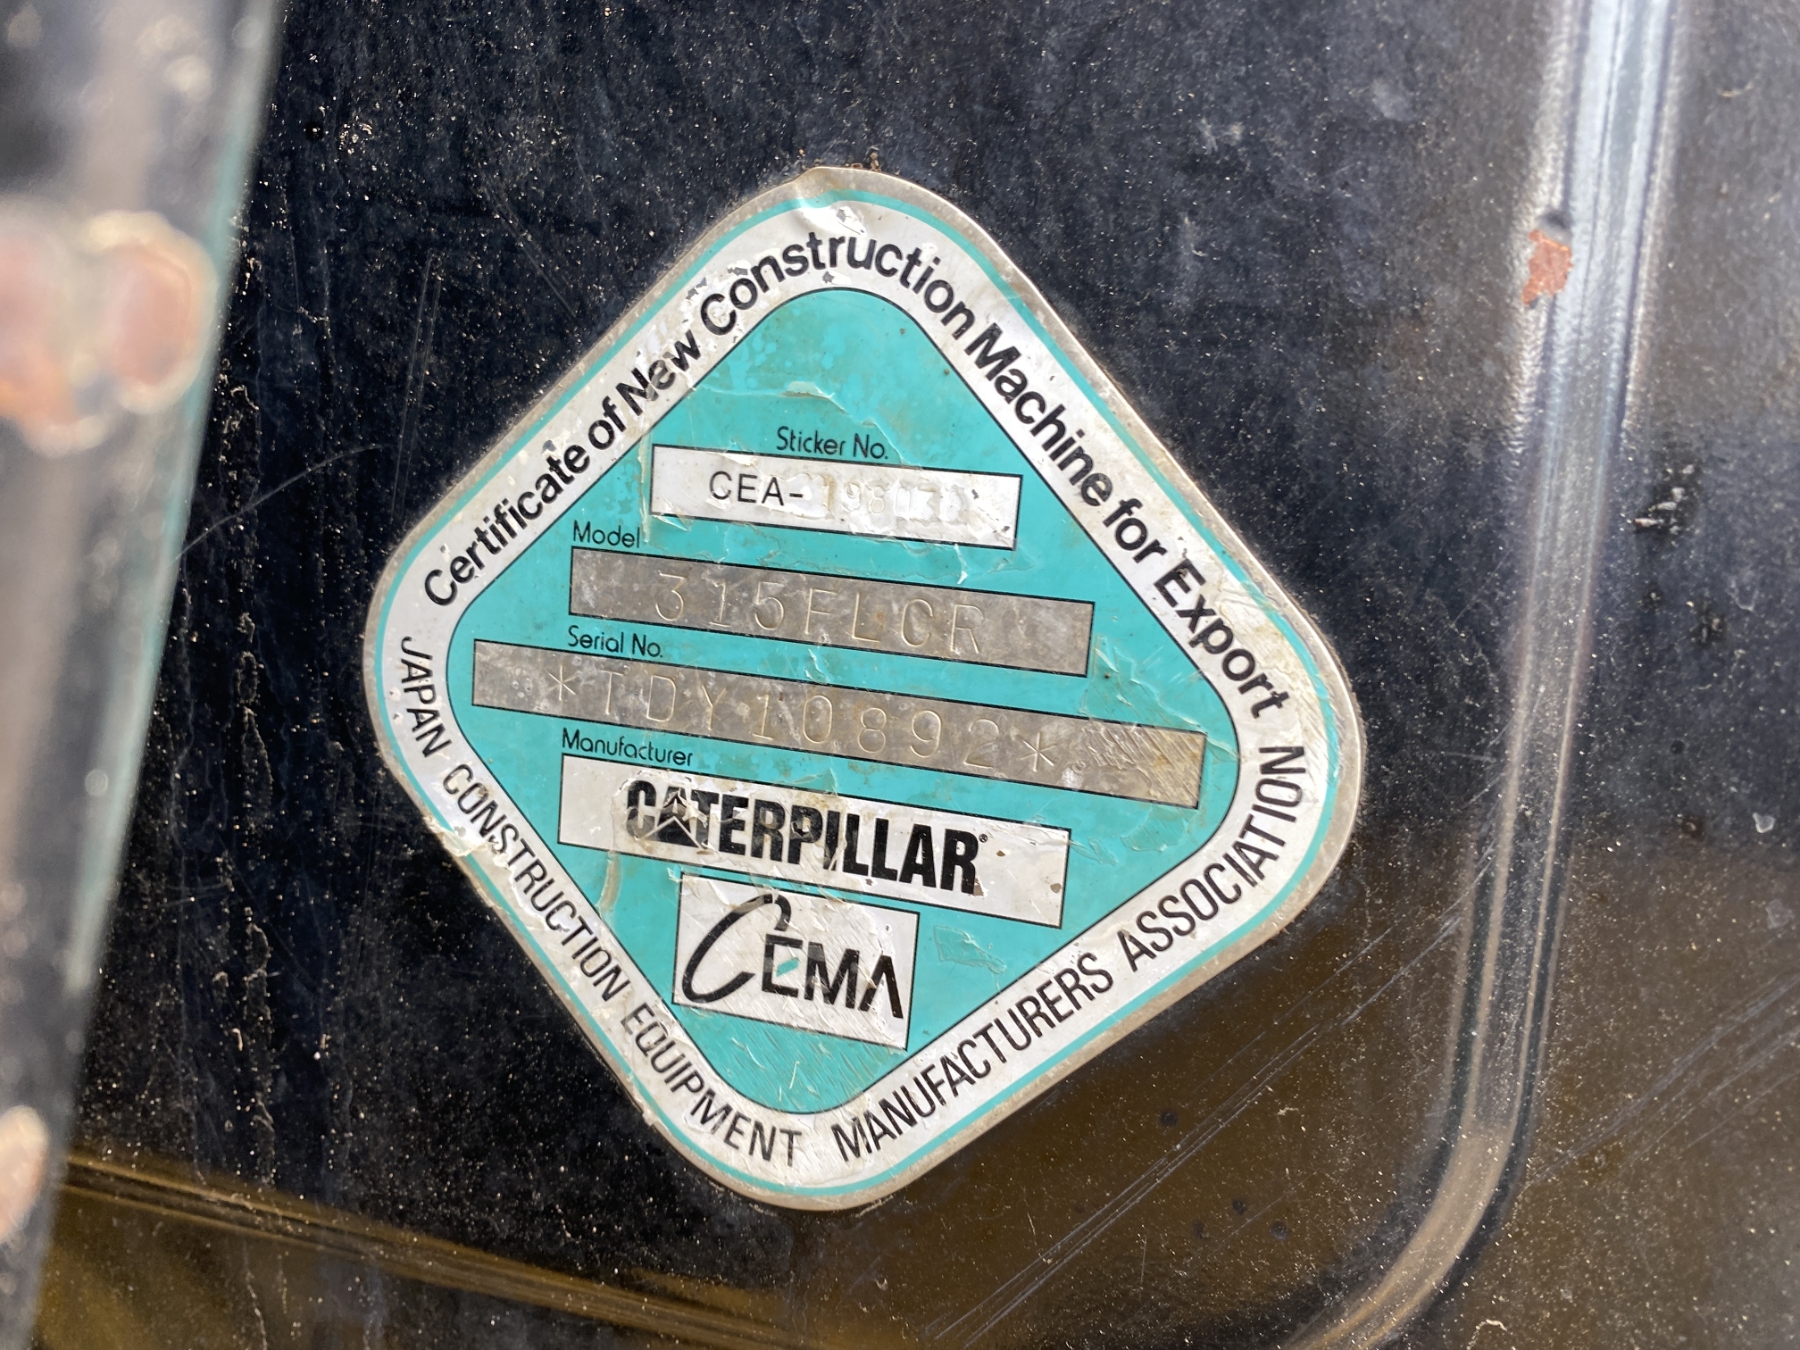 Certificate of New Construction Machine for Export
Sticker No.
CEA-
Model
315FLCR
Serial No.
*TDY10892*
Manufacturer
CATERPILLAR®
CEMA
JAPAN CONSTRUCTION EQUIPMENT MANUFACTURERS ASSOCIATION